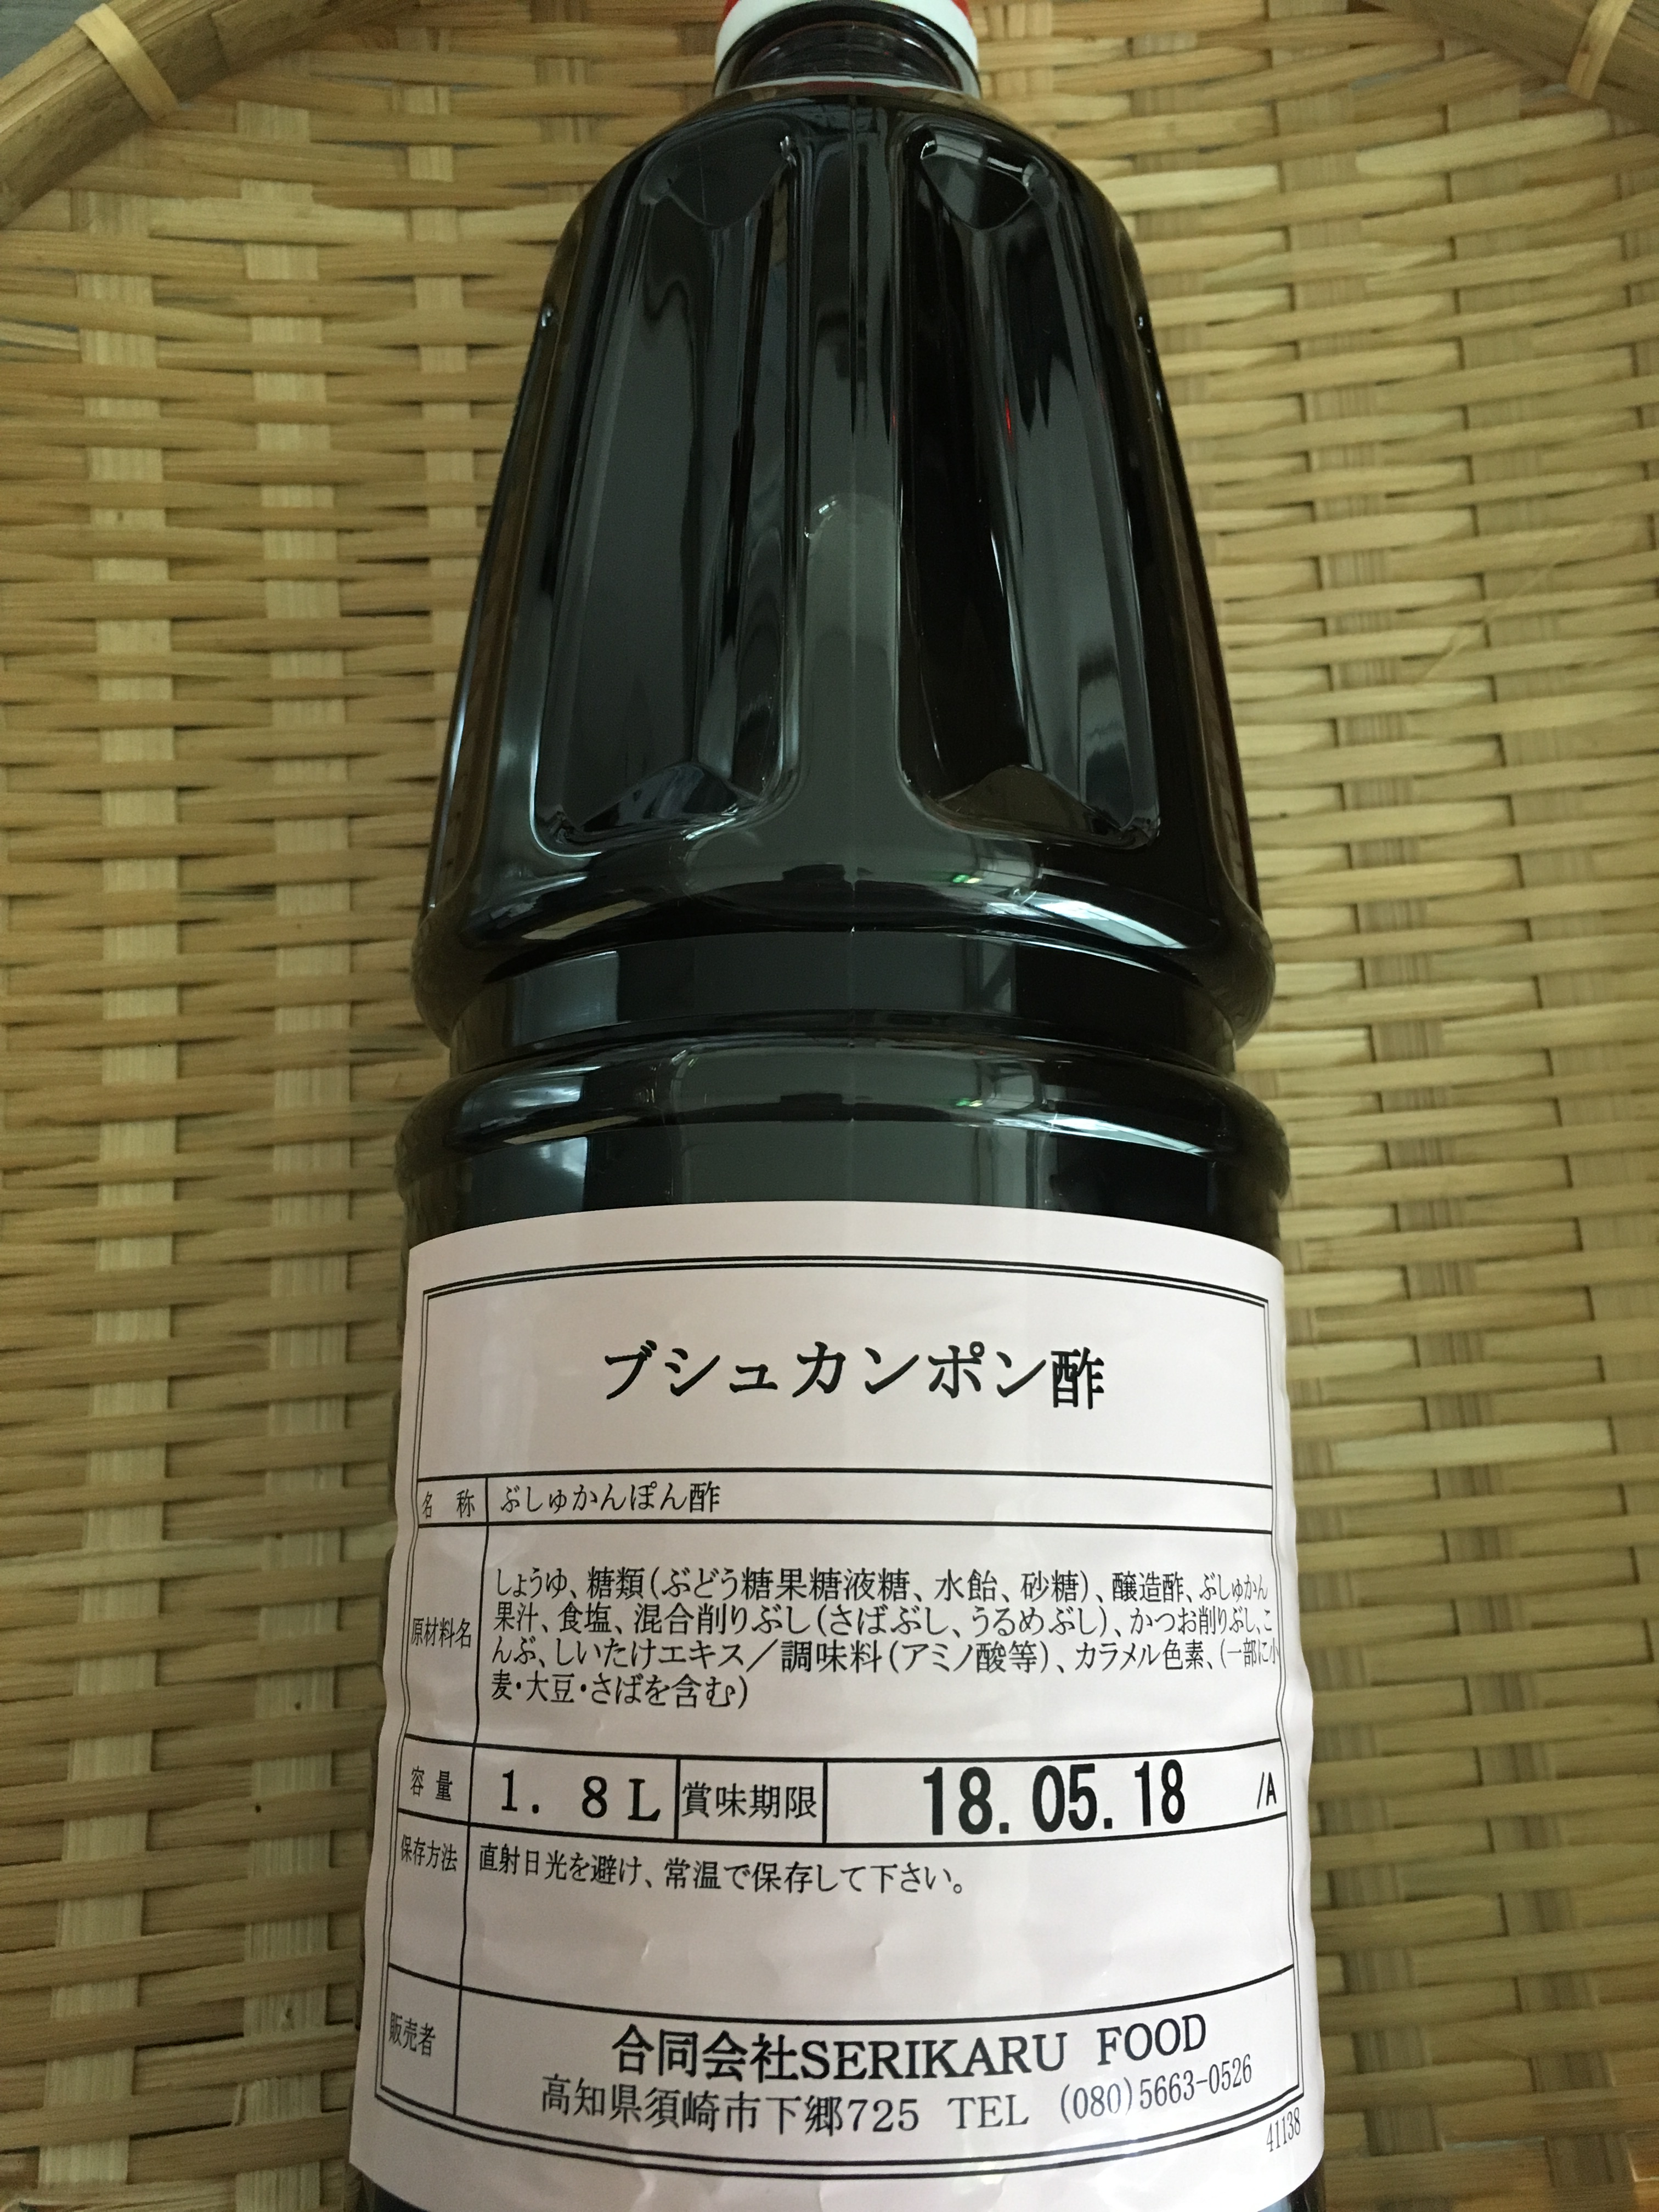 ブシュカンポン酢
名 称 ぶしゅかんぽん酢
原材料名
しょうゆ、糖類(ぶどう糖果糖液糖、水飴、砂糖)、醸造酢、ぶしゅかん
果汁、食塩、混合削りぶし(さばぶし、うるめぶし)、かつお削りぶし、こ
んぶ、しいたけエキス／調味料(アミノ酸等)、カラメル色素、(一部に小
麦・大豆・さばを含む)
容 量 1. 8 L 賞味期限 18.05.18 /A
保存方法 直射日光を避け、常温で保存して下さい。
販売者
合同会社SERIKARU FOOD
高知県須崎市下郷725 TEL (080)5663-0526
41138